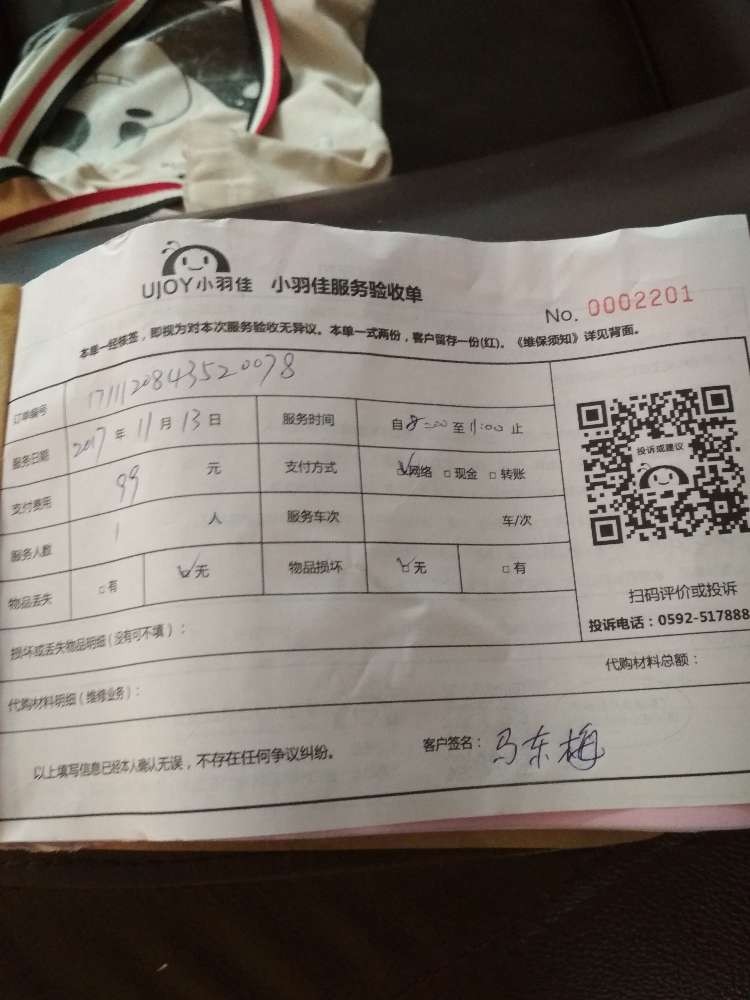 UJOY小羽佳 小羽佳服务验收单
No. 0002201
本单一经核签，即视为对本次服务验收无异议。本单一式两份，客户留存一份(红)。《维保须知》详见背面。
订单编号 1711120843520078
服务日期 2017 年 11 月 13 日 服务时间 自 8:00 至 11:00 止
支付费用 99 元 支付方式 网络 现金 转账
服务人数 1 人 服务车次 车/次
物品丢失 有 无 物品损坏 无 有
投诉或建议
扫码评价或投诉
投诉电话：0592-517888
损坏或丢失物品明细（没有可不填）：
代购材料明细（维修业务）： 代购材料总额：
以上填写信息已经本人确认无误，不存在任何争议纠纷。 客户签名： 马东梅